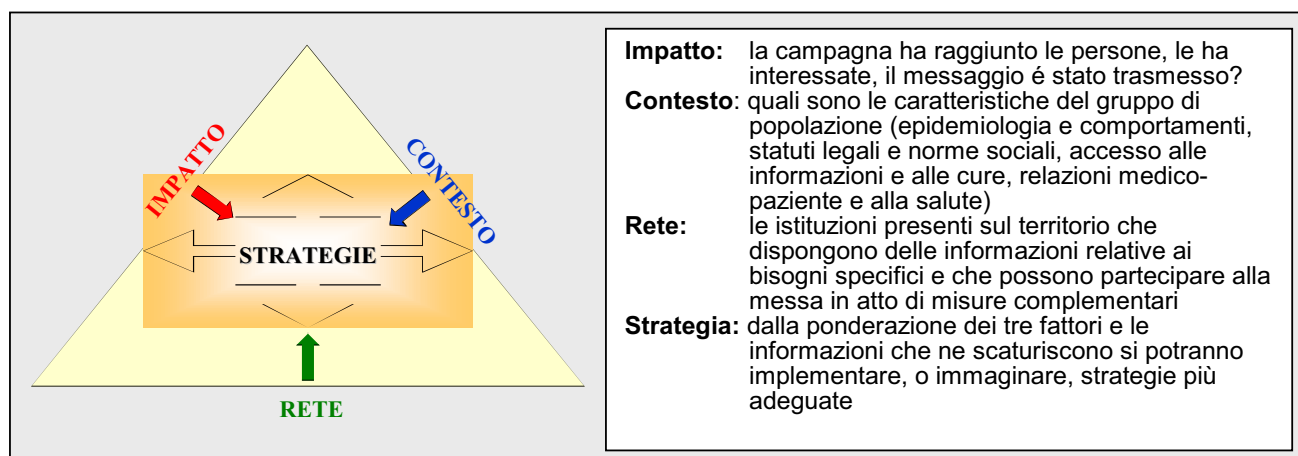 IMPATTO
CONTESTO
STRATEGIE
RETE
Impatto: la campagna ha raggiunto le persone, le ha
interessate, il messaggio é stato trasmesso?
Contesto: quali sono le caratteristiche del gruppo di
popolazione (epidemiologia e comportamenti,
statuti legali e norme sociali, accesso alle
informazioni e alle cure, relazioni medico-
paziente e alla salute)
Rete: le istituzioni presenti sul territorio che
dispongono delle informazioni relative ai
bisogni specifici e che possono partecipare alla
messa in atto di misure complementari
Strategia: dalla ponderazione dei tre fattori e le
informazioni che ne scaturiscono si potranno
implementare, o immaginare, strategie più
adeguate